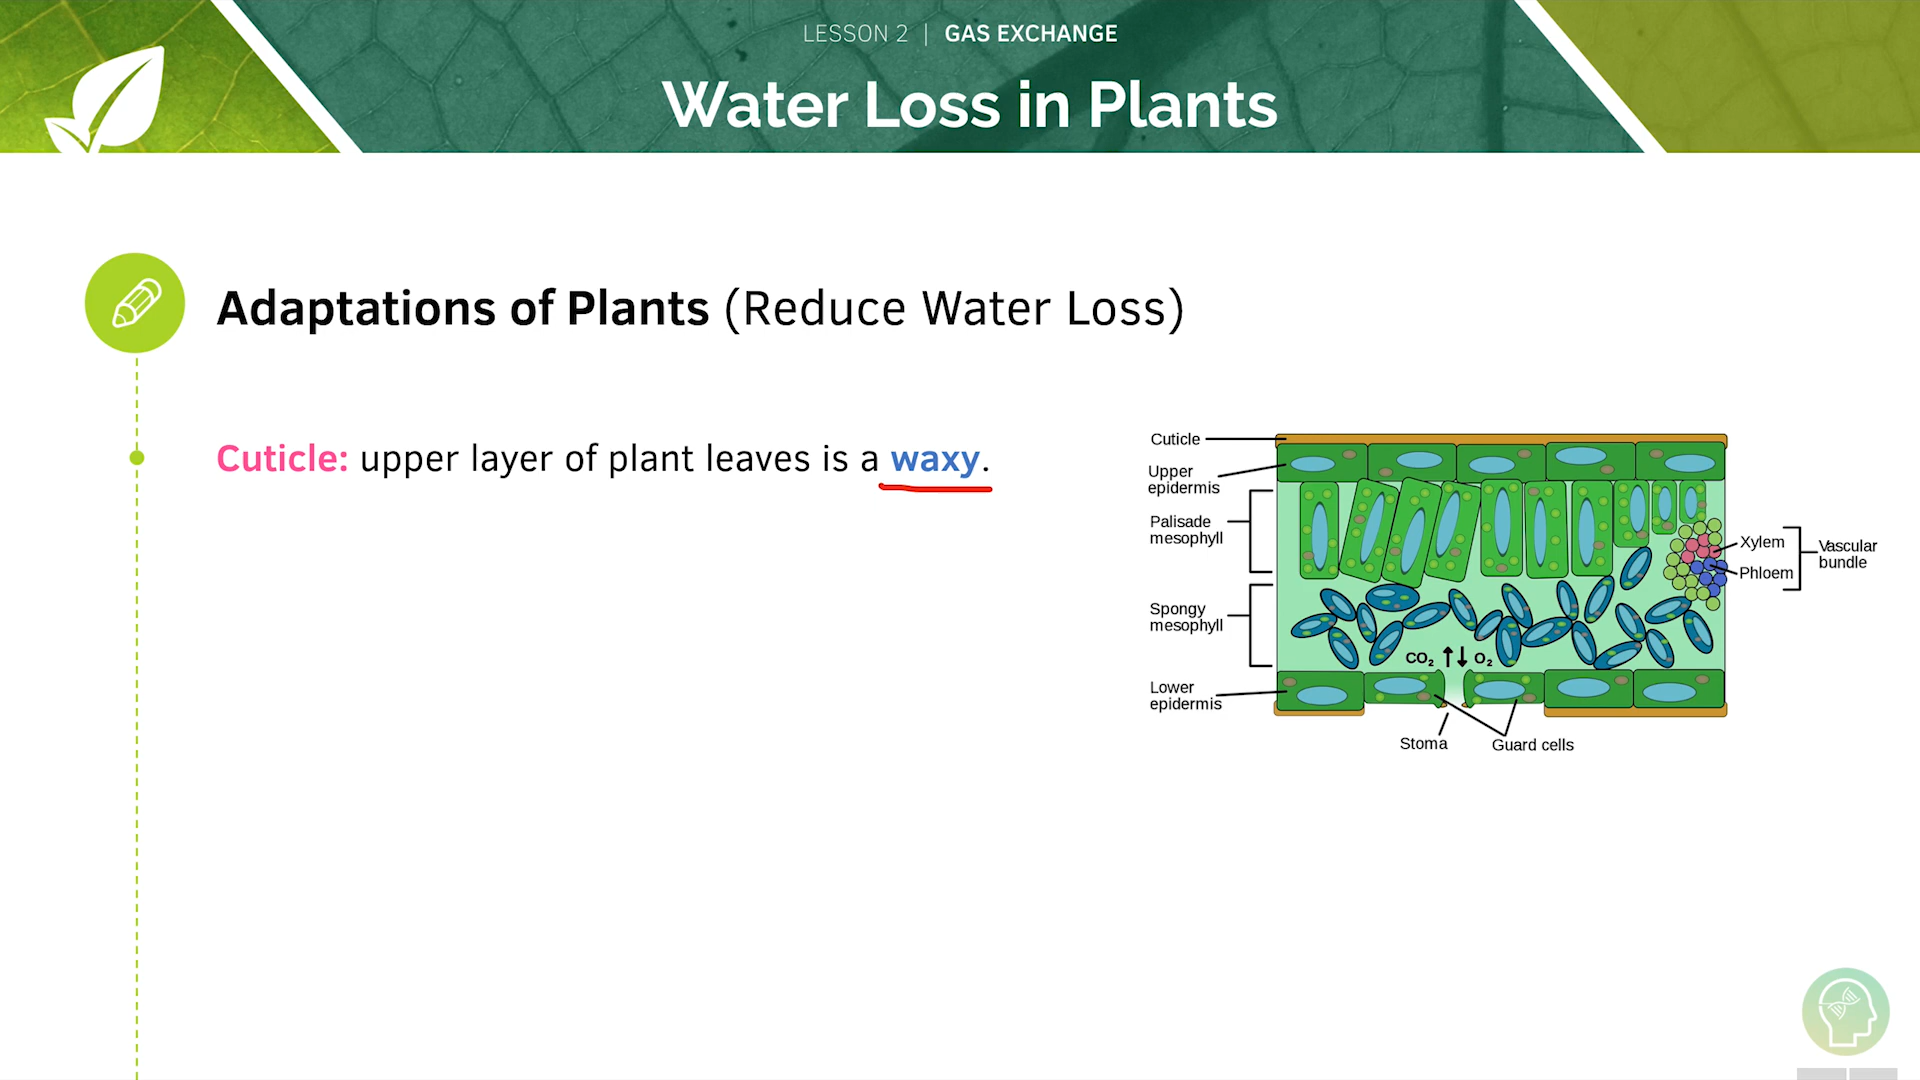 LESSON 2 | GAS EXCHANGE
Water Loss in Plants
Adaptations of Plants (Reduce Water Loss)
Cuticle: upper layer of plant leaves is a waxy.
Cuticle
Upper
epidermis
Palisade
mesophyll
Spongy
mesophyll
Lower
epidermis
CO₂ O₂
Stoma
Guard cells
Xylem
Phloem
Vascular
bundle